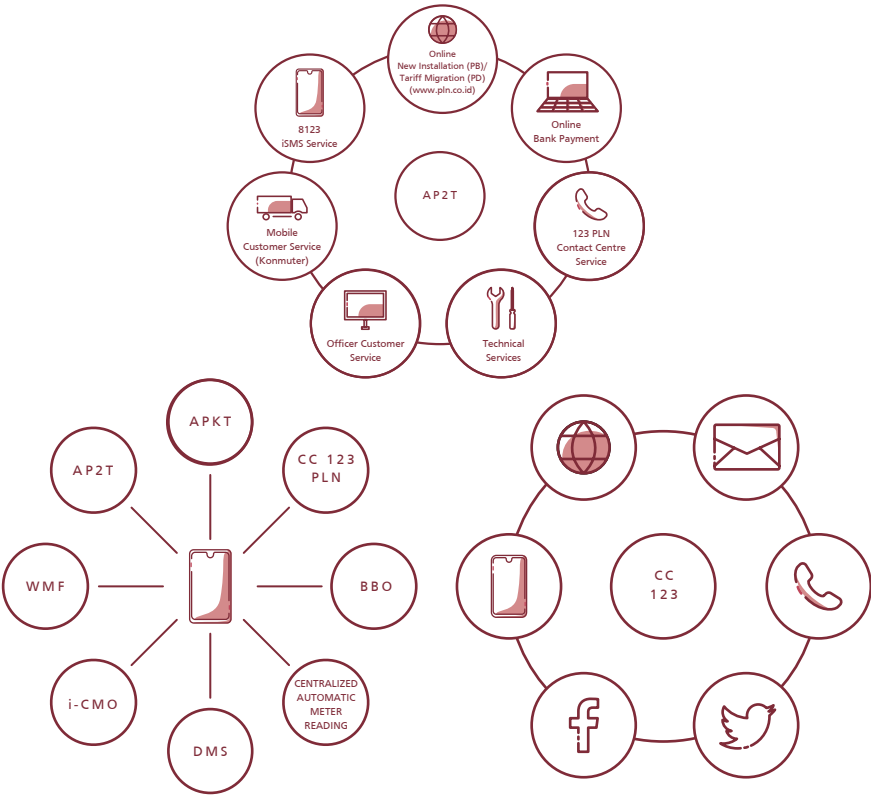 Online
New Installation (PB)/
Tariff Migration (PD)
(www.pln.co.id)
8123
iSMS Service
Online
Bank Payment
AP2T
Mobile
Customer Service
(Konmuter)
123 PLN
Contact Centre
Service
Officer Customer
Service
Technical
Services
APKT
AP2T
CC 123
PLN
WMF
BBO
i-CMO
CENTRALIZED
AUTOMATIC
METER
READING
DMS
CC
123